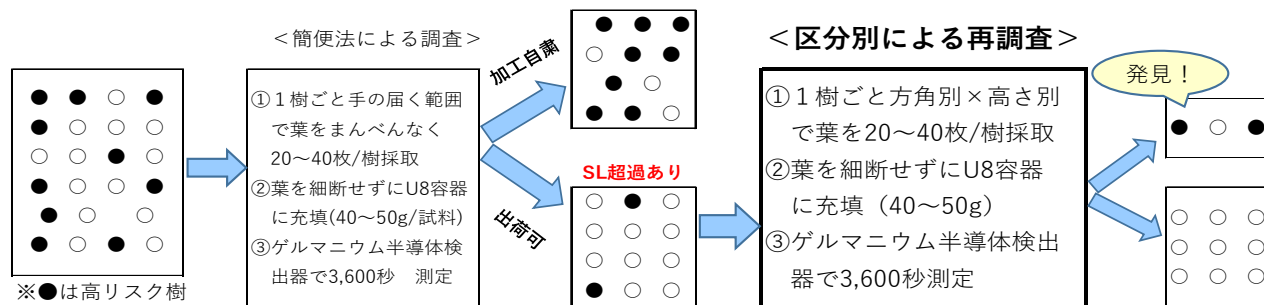 ※●は高リスク樹
＜簡便法による調査＞
①１樹ごと手の届く範囲
で葉をまんべんなく
20～40枚/樹採取
②葉を細断せずにU8容器
に充填(40～50g/試料)
③ゲルマニウム半導体検
出器で3,600秒　測定
加工自粛
出荷可
SL超過あり
＜区分別による再調査＞
①１樹ごと方角別×高さ別
で葉を20～40枚/樹採取
②葉を細断せずにU8容器
に充填（40～50g）
③ゲルマニウム半導体検出
器で3,600秒測定
発見！